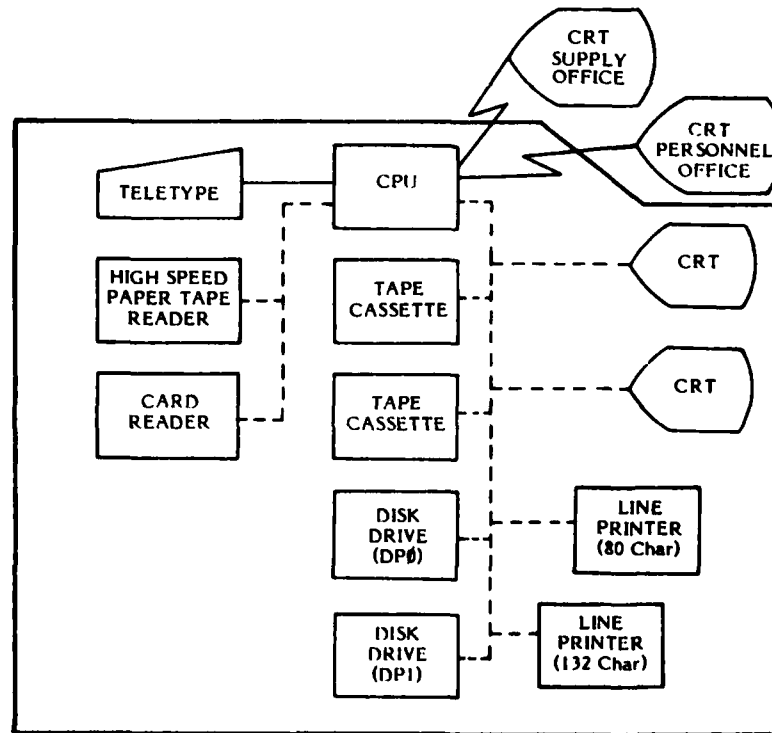 CRT
SUPPLY
OFFICE
CRT
PERSONNEL
OFFICE
TELETYPE
CPU
HIGH SPEED
PAPER TAPE
READER
TAPE
CASSETTE
CRT
CARD
READER
TAPE
CASSETTE
CRT
DISK
DRIVE
(DPØ)
LINE
PRINTER
(80 Char)
DISK
DRIVE
(DP1)
LINE
PRINTER
(132 Char)